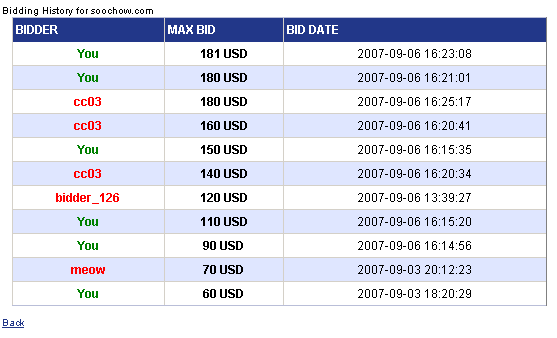 Bidding History for soochow.com
BIDDER MAX BID BID DATE
You 181 USD 2007-09-06 16:23:08
You 180 USD 2007-09-06 16:21:01
cc03 180 USD 2007-09-06 16:25:17
cc03 160 USD 2007-09-06 16:20:41
You 150 USD 2007-09-06 16:15:35
cc03 140 USD 2007-09-06 16:20:34
bidder_126 120 USD 2007-09-06 13:39:27
You 110 USD 2007-09-06 16:15:20
You 90 USD 2007-09-06 16:14:56
meow 70 USD 2007-09-03 20:12:23
You 60 USD 2007-09-03 18:20:29
Back